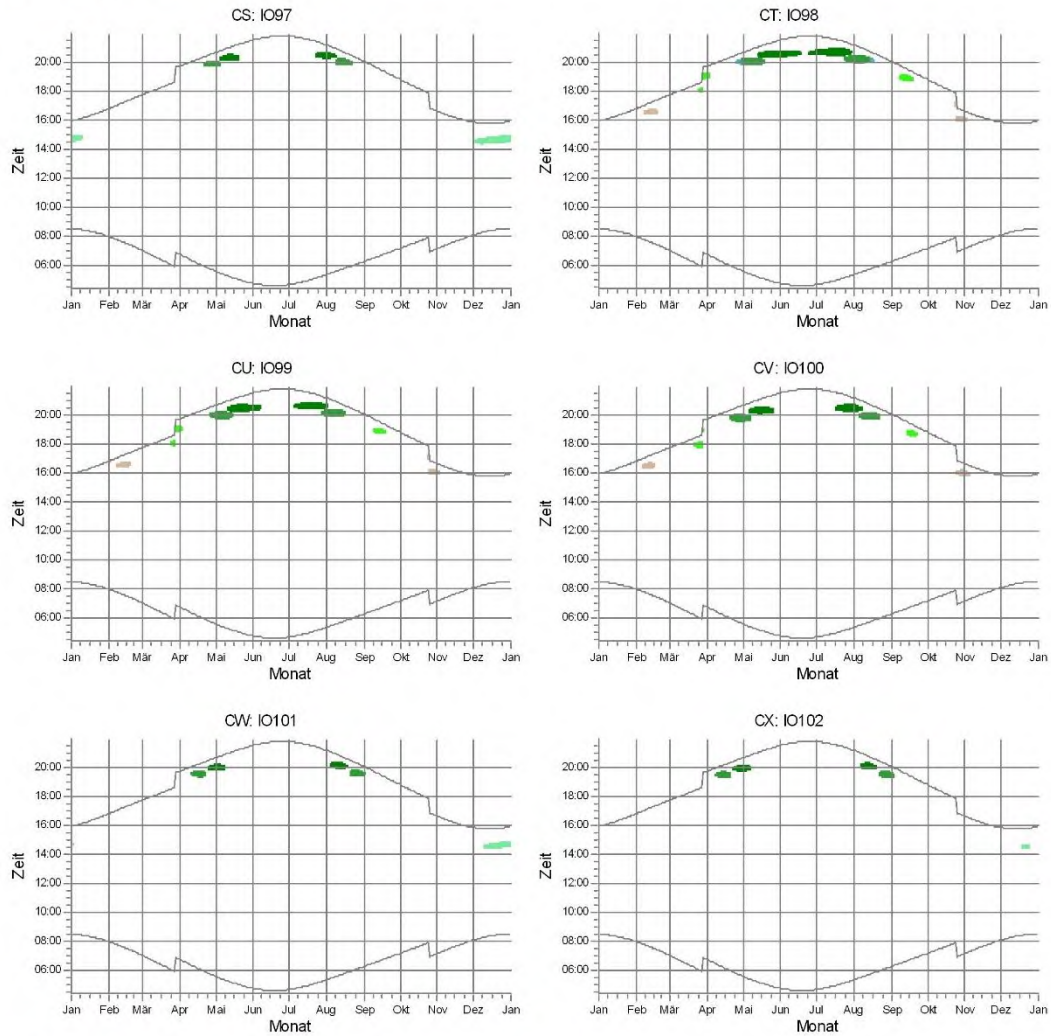 CS: IO97
20:00
18:00
16:00
14:00
12:00
10:00
08:00
06:00
Zeit
Jan Feb Mär Apr Mai Jun Jul Aug Sep Okt Nov Dez Jan
Monat
CT: IO98
20:00
18:00
16:00
14:00
12:00
10:00
08:00
06:00
Zeit
Jan Feb Mär Apr Mai Jun Jul Aug Sep Okt Nov Dez Jan
Monat
CU: IO99
20:00
18:00
16:00
14:00
12:00
10:00
08:00
06:00
Zeit
Jan Feb Mär Apr Mai Jun Jul Aug Sep Okt Nov Dez Jan
Monat
CV: IO100
20:00
18:00
16:00
14:00
12:00
10:00
08:00
06:00
Zeit
Jan Feb Mär Apr Mai Jun Jul Aug Sep Okt Nov Dez Jan
Monat
CW: IO101
20:00
18:00
16:00
14:00
12:00
10:00
08:00
06:00
Zeit
Jan Feb Mär Apr Mai Jun Jul Aug Sep Okt Nov Dez Jan
Monat
CX: IO102
20:00
18:00
16:00
14:00
12:00
10:00
08:00
06:00
Zeit
Jan Feb Mär Apr Mai Jun Jul Aug Sep Okt Nov Dez Jan
Monat